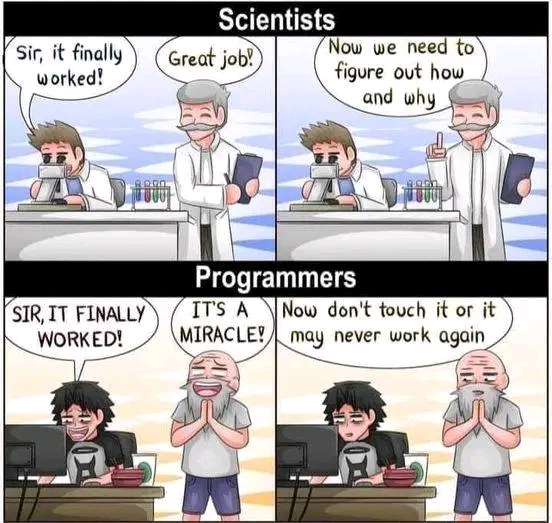 Scientists
Sir, it finally
worked!
Great job!
Now we need to
figure out how
and why
Programmers
SIR, IT FINALLY
WORKED!
IT'S A
MIRACLE!
Now don't touch it or it
may never work again